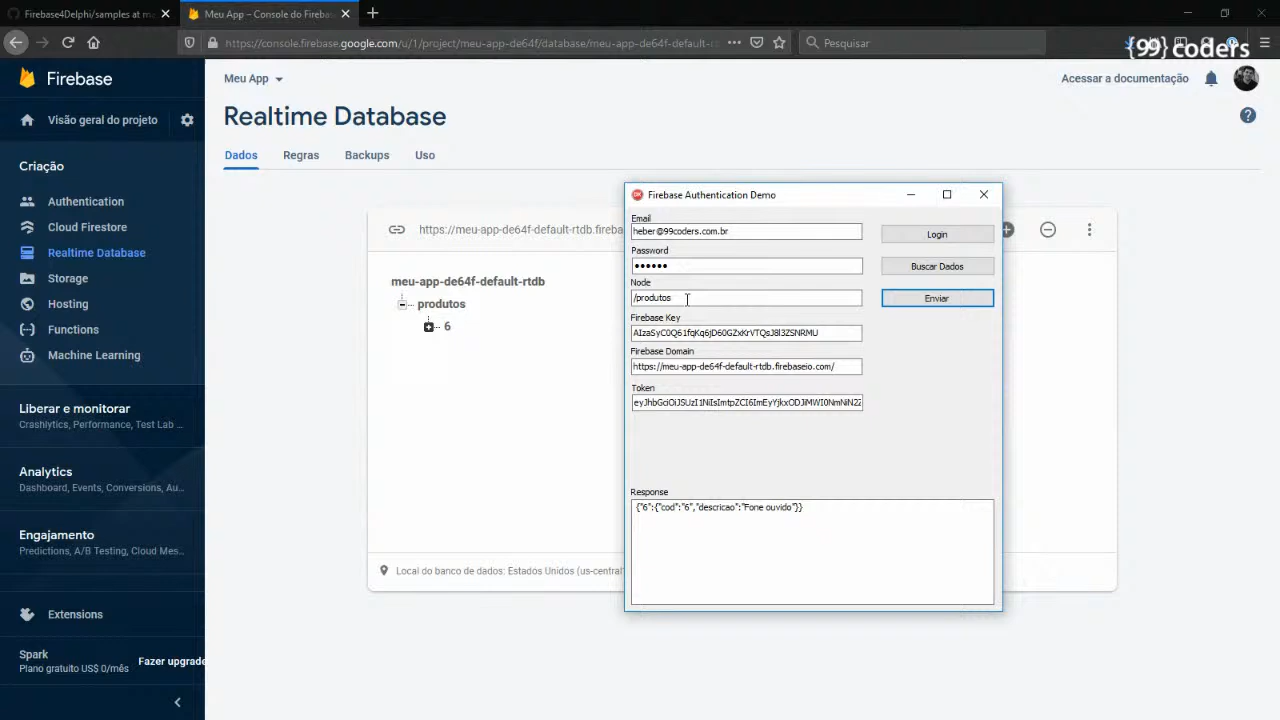 Firebase4Delphi/samples at ma
Meu App – Console do Fireba
https://console.firebase.google.com/u/1/project/meu-app-de64f/database/meu-app-de64f-default-r
Pesquisar
{99} coders
Firebase
Meu App
Acessar a documentação
Visão geral do projeto
Realtime Database
Dados
Regras
Backups
Uso
Criação
Authentication
Cloud Firestore
Realtime Database
Storage
Hosting
Functions
Machine Learning
Liberar e monitorar
Crashlytics, Performance, Test Lab ...
Analytics
Dashboard, Events, Conversions, Au...
Engajamento
Predictions, A/B Testing, Cloud Mes...
Extensions
Spark
Plano gratuito US$ 0/mês
Fazer upgrade
https://meu-app-de64f-default-rtdb.fireba
meu-app-de64f-default-rtdb
produtos
6
Local do banco de dados: Estados Unidos (us-central
Firebase Authentication Demo
Email
heber@99coders.com.br
Login
Password
••••••
Buscar Dados
Node
/produtos
Enviar
Firebase Key
Firebase Domain
https://meu-app-de64f-default-rtdb.firebaseio.com/
Token
Response
{"6":{"cod":"6","descricao":"Fone ouvido"}}